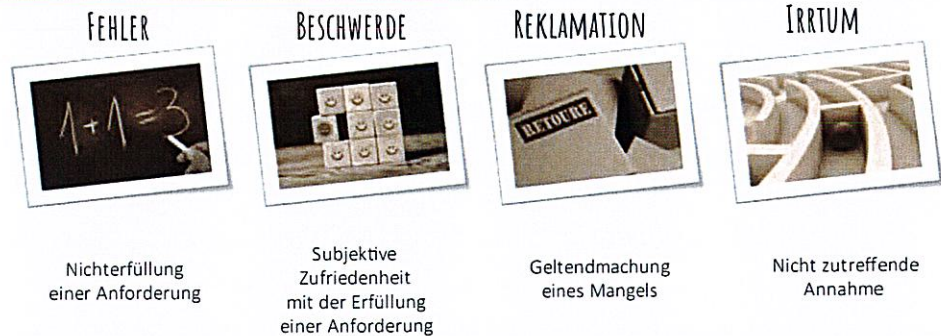 FEHLER
BESCHWERDE
REKLAMATION
IRRTUM
1+1=3
RETOURE
Nichterfüllung
einer Anforderung
Subjektive
Zufriedenheit
mit der Erfüllung
einer Anforderung
Geltendmachung
eines Mangels
Nicht zutreffende
Annahme